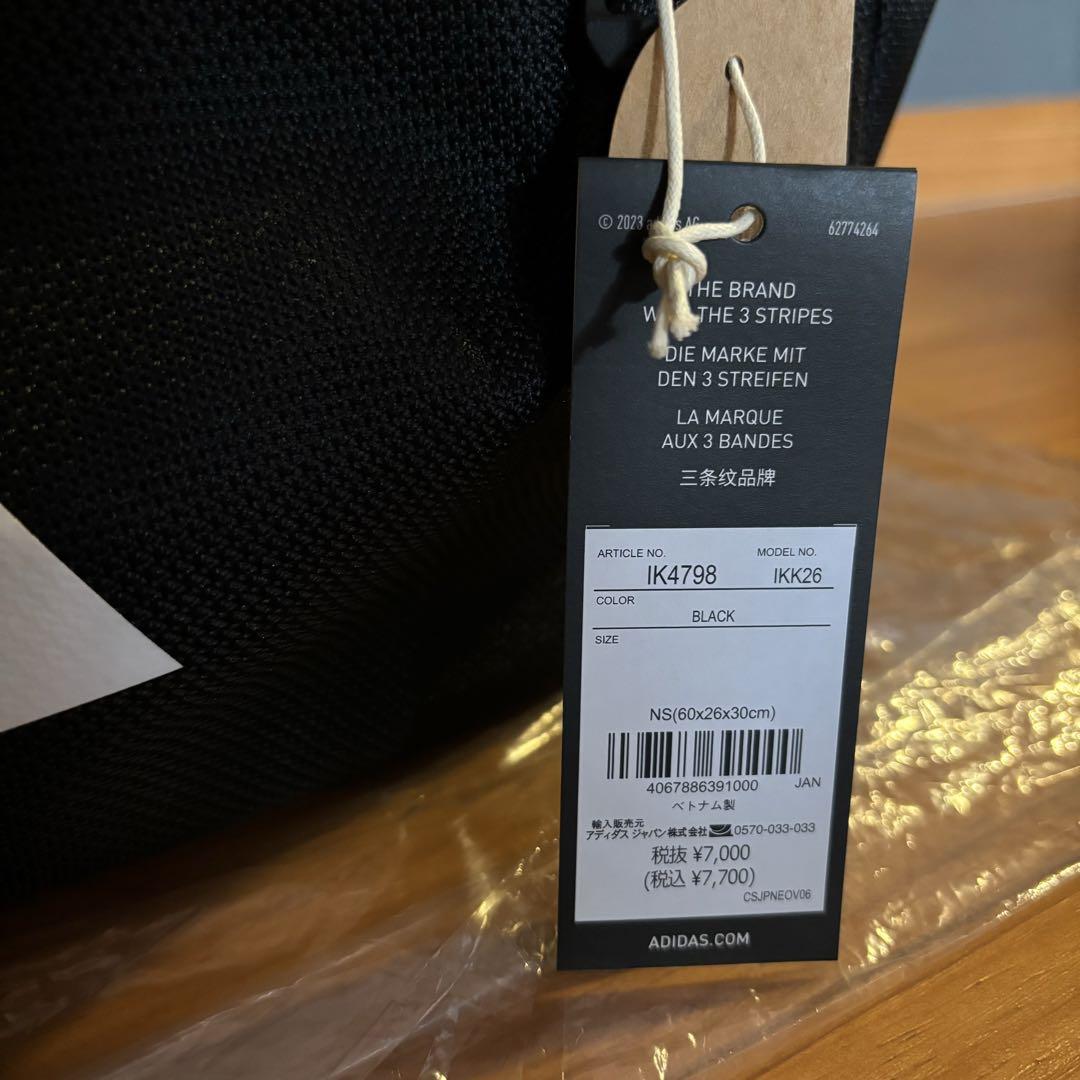 © 2023 adidas AG
62774264
THE BRAND
THE 3 STRIPES
DIE MARKE MIT
DEN 3 STREIFEN
LA MARQUE
AUX 3 BANDES
三条纹品牌
ARTICLE NO. MODEL NO.
IK4798 IKK26
COLOR
BLACK
SIZE
NS(60x26x30cm)
4067886391000 JAN
ベトナム製
輸入販売元
アディダス ジャパン株式会社 0570-033-033
税抜 ¥7,000
(税込 ¥7,700)
CSJPNEOV06
ADIDAS.COM